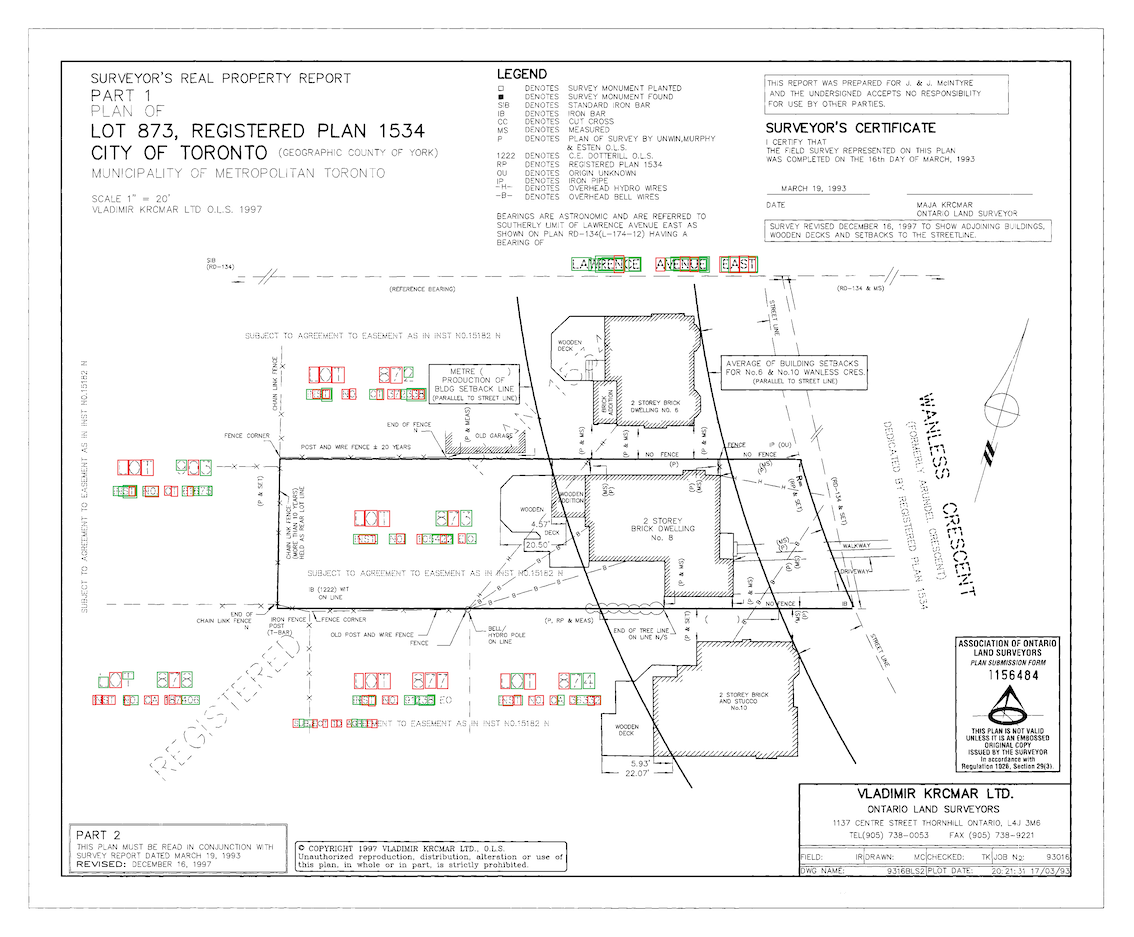 SURVEYOR'S REAL PROPERTY REPORT
PART 1
PLAN OF
LOT 873, REGISTERED PLAN 1534
CITY OF TORONTO (GEOGRAPHIC COUNTY OF YORK)
MUNICIPALITY OF METROPOLITAN TORONTO
SCALE 1" = 20'
VLADIMIR KRCMAR LTD O.L.S. 1997
LEGEND
DENOTES SURVEY MONUMENT PLANTED
DENOTES SURVEY MONUMENT FOUND
SIB DENOTES STANDARD IRON BAR
IB DENOTES IRON BAR
CC DENOTES CUT CROSS
MS DENOTES MEASURED
P DENOTES PLAN OF SURVEY BY UNWIN,MURPHY
& ESTEN O.L.S.
1222 DENOTES C.E. DOTTERILL O.L.S.
RP DENOTES REGISTERED PLAN 1534
OU DENOTES ORIGIN UNKNOWN
IP DENOTES IRON PIPE
-H- DENOTES OVERHEAD HYDRO WIRES
-B- DENOTES OVERHEAD BELL WIRES
BEARINGS ARE ASTRONOMIC AND ARE REFERRED TO
SOUTHERLY LIMIT OF LAWRENCE AVENUE EAST AS
SHOWN ON PLAN RD-134(L-174-12) HAVING A
BEARING OF
THIS REPORT WAS PREPARED FOR J. & J. McINTYRE
AND THE UNDERSIGNED ACCEPTS NO RESPONSIBILITY
FOR USE BY OTHER PARTIES.
SURVEYOR'S CERTIFICATE
I CERTIFY THAT
THE FIELD SURVEY REPRESENTED ON THIS PLAN
WAS COMPLETED ON THE 16th DAY OF MARCH, 1993
MARCH 19, 1993
DATE
MAJA KRCMAR
ONTARIO LAND SURVEYOR
SURVEY REVISED DECEMBER 16, 1997 TO SHOW ADJOINING BUILDINGS,
WOODEN DECKS AND SETBACKS TO THE STREETLINE.
SIB
(RD-134)
LAWRENCE AVENUE EAST
(REFERENCE BEARING)
(RD-134 & MS)
STREET LINE
SUBJECT TO AGREEMENT TO EASEMENT AS IN INST NO.15182 N
SUBJECT TO AGREEMENT TO EASEMENT AS IN INST NO.15182 N
CHAIN LINK FENCE
LOT 872
METRE ( )
PRODUCTION OF
BLDG SETBACK LINE
(PARALLEL TO STREET LINE)
WOODEN
DECK
BRICK
ADDITION
2 STOREY BRICK
DWELLING NO. 6
AVERAGE OF BUILDING SETBACKS
FOR No.6 & No.10 WANLESS CRES.
(PARALLEL TO STREET LINE)
END OF FENCE
(P & MEAS)
OLD GARAGE
FENCE CORNER
POST AND WIRE FENCE ± 20 YEARS
(P & MS)
(P & MS)
(P & MS)
NO FENCE
(P)
FENCE
NO FENCE
(P (OU)
(MS)
(P)
WANLESS CRESCENT
(FORMERLY ARUNDEL CRESCENT)
DEDICATED BY REGISTERED PLAN 1534
(P & SET)
CHAIN LINK FENCE
(MORE THAN 10 YEARS)
HELD AS REAR LOT LINE
LOT 873
WOODEN
ADDITION
WOODEN
DECK
4.57'
20.50'
2 STOREY
BRICK DWELLING
No. 8
(MS)
(P)
(MS)
(P)
(RP & SET)
(RD-134 & SET)
WALKWAY
DRIVEWAY
SUBJECT TO AGREEMENT TO EASEMENT AS IN INST NO.15182 N
IB (1222) WIT
ON LINE
(P & MS)
(P & MS)
NO FENCE
IB
END OF
CHAIN LINK FENCE
N
IRON FENCE
POST
(T-BAR)
FENCE CORNER
OLD POST AND WIRE FENCE
FENCE
BELL/
HYDRO POLE
ON LINE
(P, RP & MEAS)
END OF TREE LINE
ON LINE N/S
(P & SET)
( )
STREET LINE
REGISTERED
LOT 878
LOT 877
LOT 874
SUBJECT TO AGREEMENT TO EASEMENT AS IN INST NO.15182 N
2 STOREY BRICK
AND STUCCO
No.10
WOODEN
DECK
5.93'
22.07'
ASSOCIATION OF ONTARIO
LAND SURVEYORS
PLAN SUBMISSION FORM
1156484
THIS PLAN IS NOT VALID
UNLESS IT IS AN EMBOSSED
ORIGINAL COPY
ISSUED BY THE SURVEYOR
In accordance with
Regulation 1026, Section 29(3).
VLADIMIR KRCMAR LTD.
ONTARIO LAND SURVEYORS
1137 CENTRE STREET THORNHILL ONTARIO, L4J 3M6
TEL(905) 738-0053 FAX (905) 738-9221
FIELD: IR DRAWN: MC CHECKED: TK JOB No: 93016
DWG NAME: 9316BLS2 PLOT DATE: 20:21:31 17/03/93
PART 2
THIS PLAN MUST BE READ IN CONJUNCTION WITH
SURVEY REPORT DATED MARCH 19, 1993
REVISED: DECEMBER 16, 1997
© COPYRIGHT 1997 VLADIMIR KRCMAR LTD., O.L.S.
Unauthorized reproduction, distribution, alteration or use of
this plan, in whole or in part, is strictly prohibited.